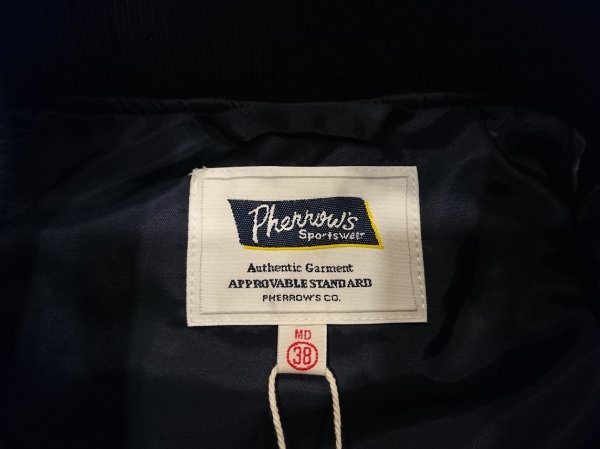 Pherrow's
Sportswear
Authentic Garment
APPROVABLE STANDARD
PHERROW'S CO.
MD
38